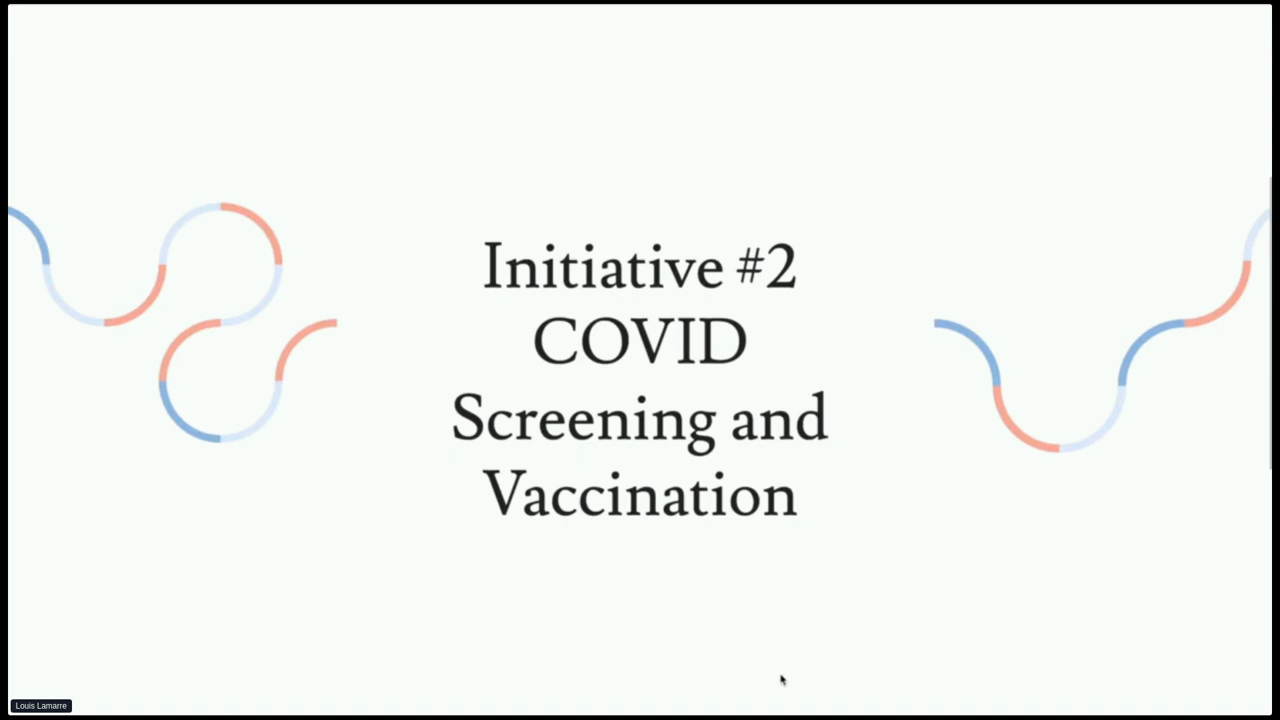 Initiative #2
COVID
Screening and
Vaccination
Louis Lamarre